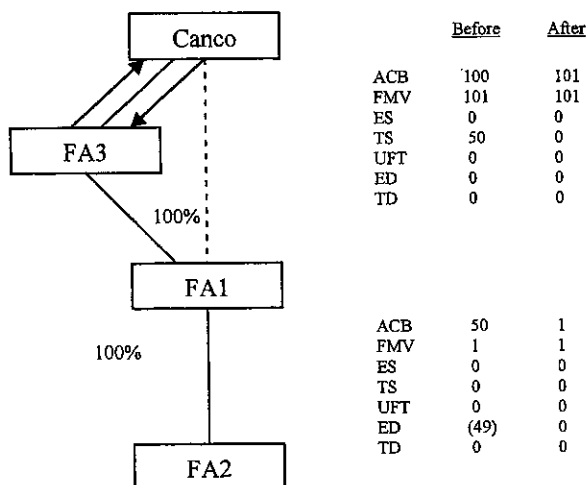 Canco
Before After
ACB 100 101
FMV 101 101
ES 0 0
TS 50 0
UFT 0 0
ED 0 0
TD 0 0
FA3
100%
FA1
100%
ACB 50 1
FMV 1 1
ES 0 0
TS 0 0
UFT 0 0
ED (49) 0
TD 0 0
FA2